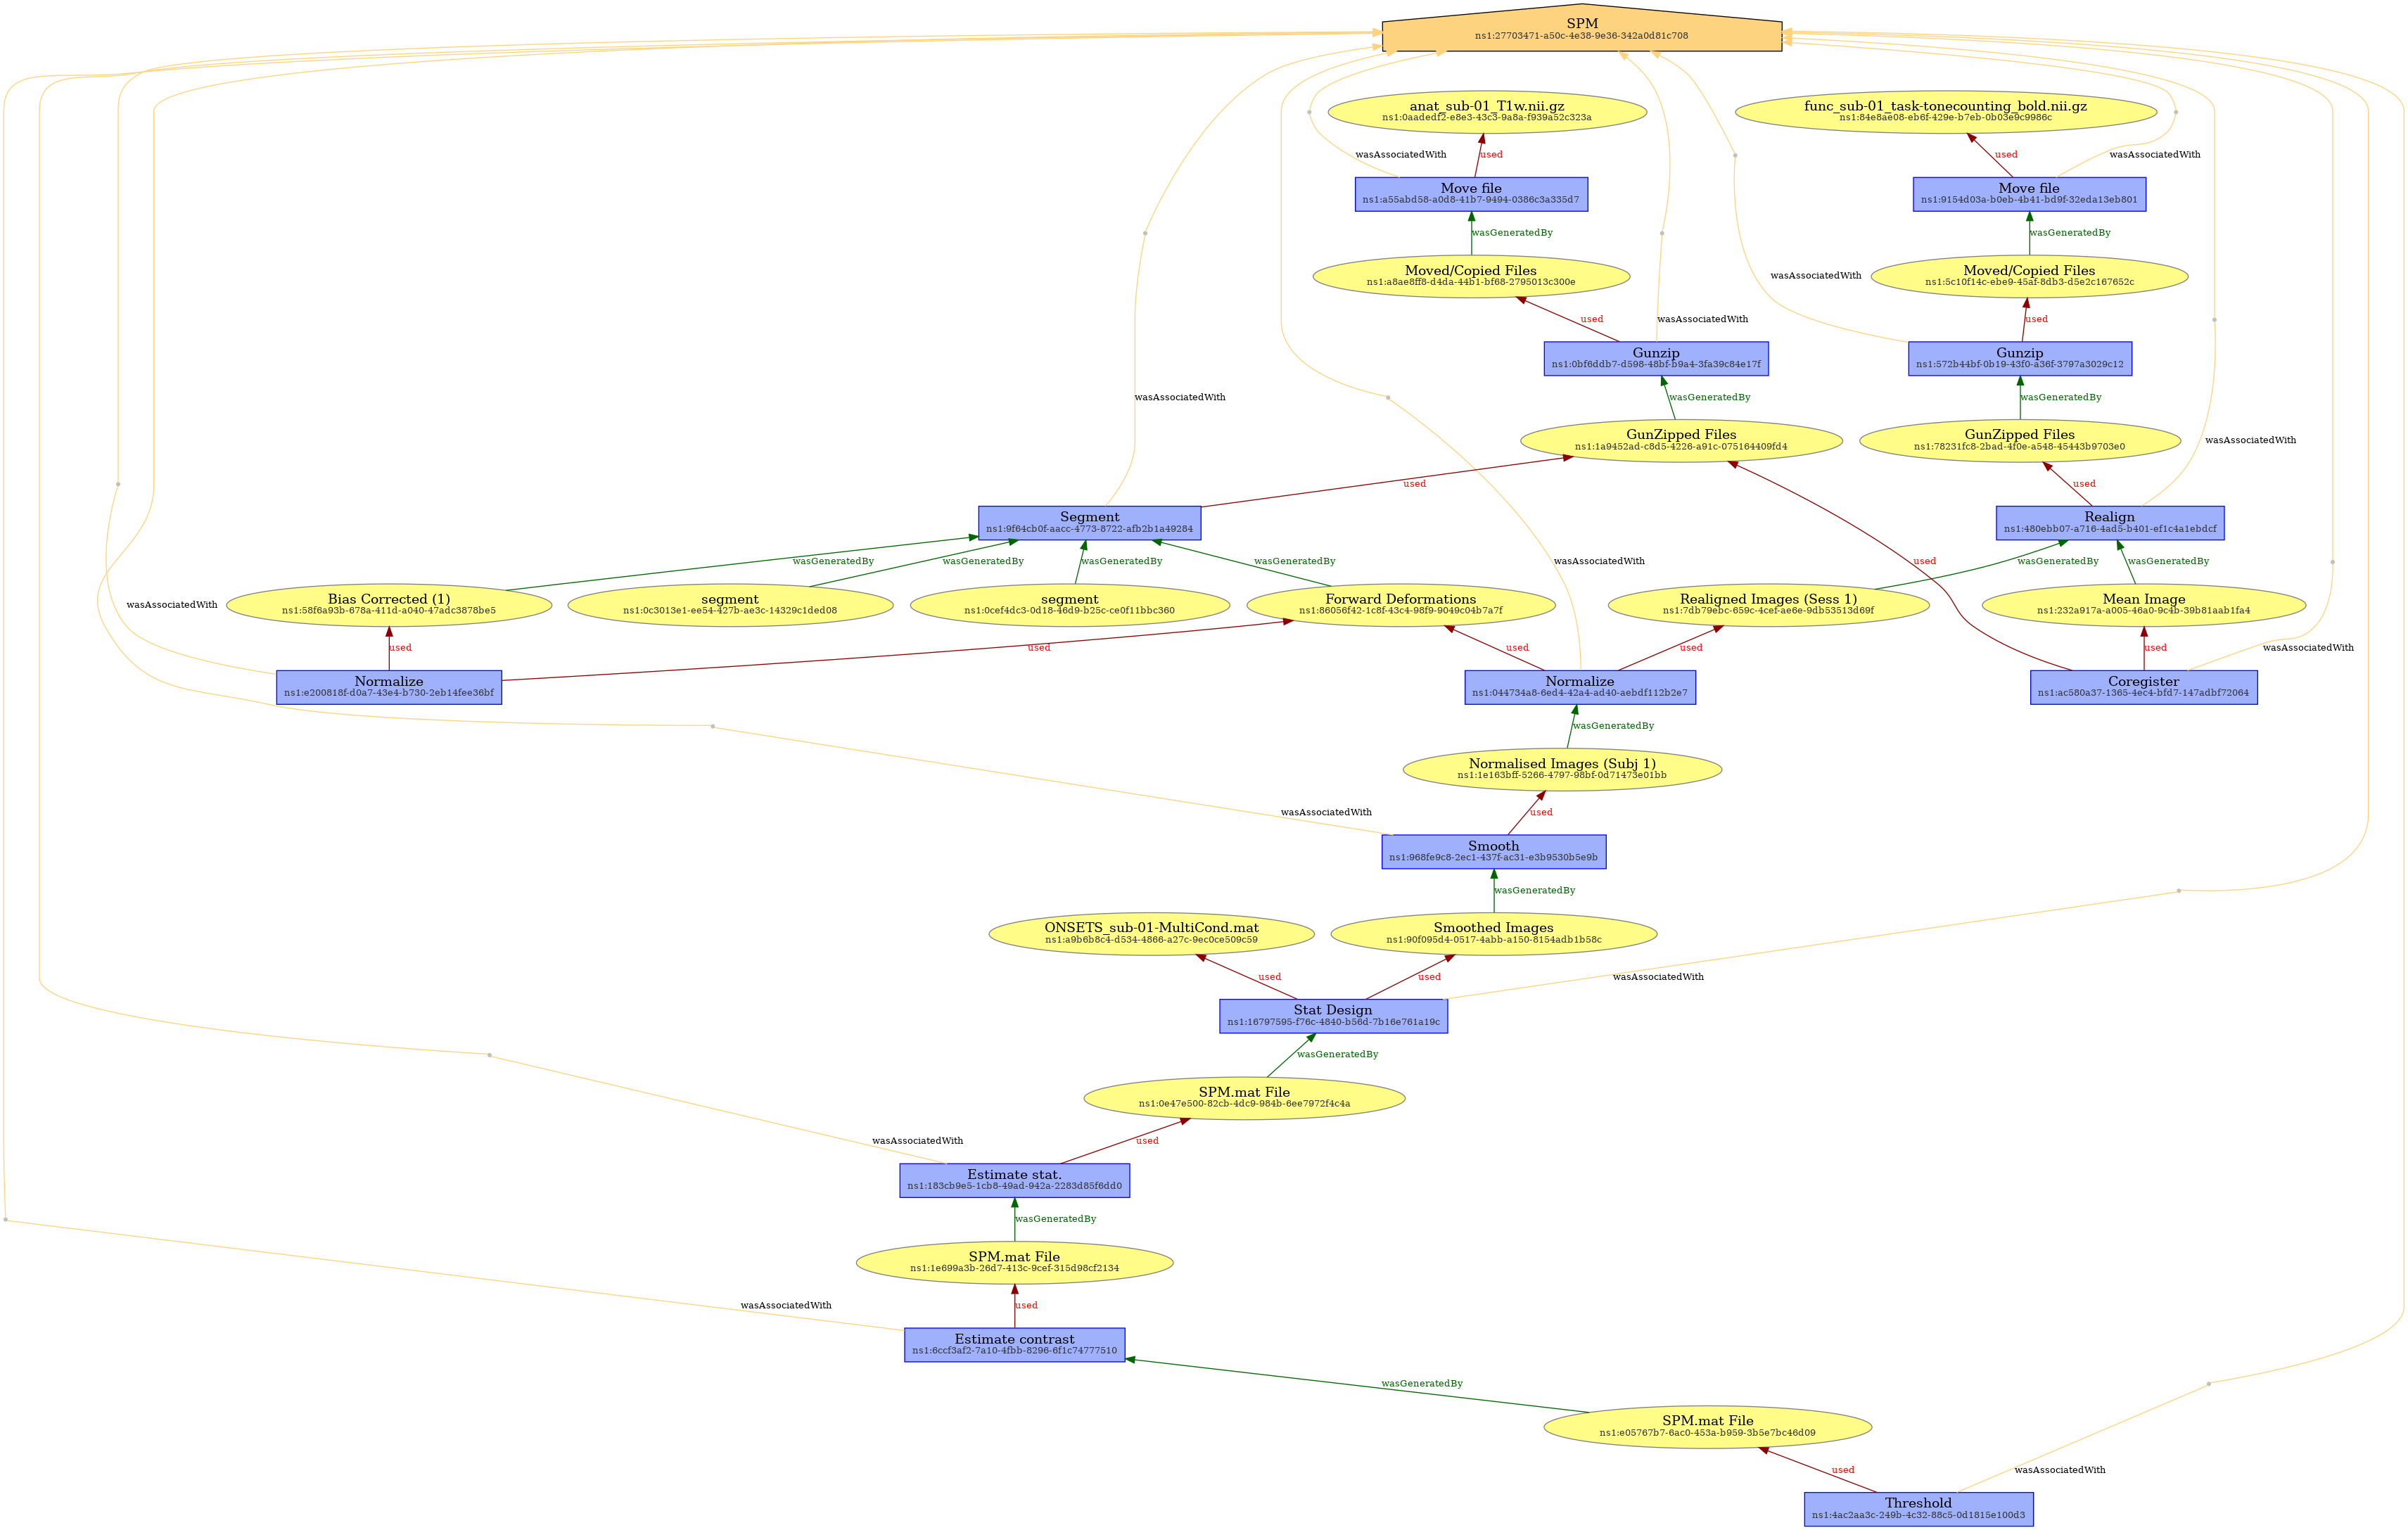 SPM
ns1:27703471-a50c-4e38-9e36-342a0d81c708
anat_sub-01_T1w.nii.gz
ns1:0aadedf2-e8e3-43c3-9a8a-f939a52c323a
func_sub-01_task-tonecounting_bold.nii.gz
ns1:84e8ae08-eb6f-429e-b7eb-0b03e9c9986c
wasAssociatedWith
used
used
wasAssociatedWith
Move file
ns1:a55abd58-a0d8-41b7-9494-0386c3a335d7
Move file
ns1:9154d03a-b0eb-4b41-bd9f-32eda13eb801
wasGeneratedBy
wasGeneratedBy
Moved/Copied Files
ns1:a8ae8ff8-d4da-44b1-bf68-2795013c300e
wasAssociatedWith
Moved/Copied Files
ns1:5c10f14c-ebe9-45af-8db3-d5e2c167652c
used
wasAssociatedWith
used
Gunzip
ns1:0bf6ddb7-d598-48bf-b9a4-3fa39c84e17f
Gunzip
ns1:572b44bf-0b19-43f0-a36f-3797a3029c12
wasAssociatedWith
wasGeneratedBy
wasGeneratedBy
GunZipped Files
ns1:1a9452ad-c8d5-4226-a91c-075164409fd4
GunZipped Files
ns1:78231fc8-2bad-4f0e-a548-45443b9703e0
wasAssociatedWith
used
used
Segment
ns1:9f64cb0f-aacc-4773-8722-afb2b1a49284
Realign
ns1:480ebb07-a716-4ad5-b401-ef1c4a1ebdcf
wasGeneratedBy
wasGeneratedBy
wasGeneratedBy
wasGeneratedBy
wasAssociatedWith
used
wasGeneratedBy
wasGeneratedBy
wasAssociatedWith
Bias Corrected (1)
ns1:58f6a93b-678a-411d-a040-47adc3878be5
segment
ns1:0c3013e1-ee54-427b-ae3c-14329c1ded08
segment
ns1:0cef4dc3-0d18-46d9-b25c-ce0f11bbc360
Forward Deformations
ns1:86056f42-1c8f-43c4-98f9-9049c04b7a7f
Realigned Images (Sess 1)
ns1:7db79ebc-659c-4cef-ae6e-9db53513d69f
Mean Image
ns1:232a917a-a005-46a0-9c4b-39b81aab1fa4
used
used
used
used
used
wasAssociatedWith
Normalize
ns1:e200818f-d0a7-43e4-b730-2eb14fee36bf
Normalize
ns1:044734a8-6ed4-42a4-ad40-aebdf112b2e7
Coregister
ns1:ac580a37-1365-4ec4-bfd7-147adbf72064
wasGeneratedBy
Normalised Images (Subj 1)
ns1:1e163bff-5266-4797-98bf-0d71473e01bb
wasAssociatedWith
used
Smooth
ns1:968fe9c8-2ec1-437f-ac31-e3b9530b5e9b
wasGeneratedBy
ONSETS_sub-01-MultiCond.mat
ns1:a9b6b8c4-d534-4866-a27c-9ec0ce509c59
Smoothed Images
ns1:90f095d4-0517-4abb-a150-8154adb1b58c
used
used
wasAssociatedWith
Stat Design
ns1:16797595-f76c-4840-b56d-7b16e761a19c
wasGeneratedBy
SPM.mat File
ns1:0e47e500-82cb-4dc9-984b-6ee7972f4c4a
wasAssociatedWith
used
Estimate stat.
ns1:183cb9e5-1cb8-49ad-942a-2283d85f6dd0
wasGeneratedBy
SPM.mat File
ns1:1e699a3b-26d7-413c-9cef-315d98cf2134
wasAssociatedWith
used
Estimate contrast
ns1:6ccf3af2-7a10-4fbb-8296-6f1c74777510
wasGeneratedBy
SPM.mat File
ns1:e05767b7-6ac0-453a-b959-3b5e7bc46d09
used
wasAssociatedWith
Threshold
ns1:4ac2aa3c-249b-4c32-88c5-0d1815e100d3